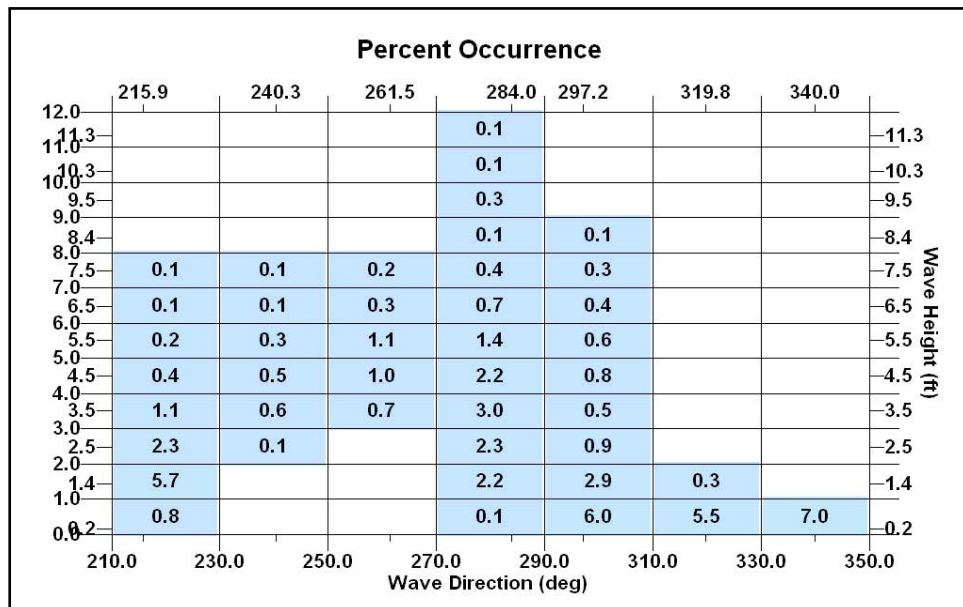 Percent Occurrence
215.9 240.3 261.5 284.0 297.2 319.8 340.0
12.0
11.3 0.1 11.3
11.0
10.3 0.1 10.3
10.0
9.5 0.3 9.5
9.0
8.4 0.1 0.1 8.4
8.0
7.5 0.1 0.1 0.2 0.4 0.3 7.5
7.0
6.5 0.1 0.1 0.3 0.7 0.4 6.5
6.0
5.5 0.2 0.3 1.1 1.4 0.6 5.5
5.0
4.5 0.4 0.5 1.0 2.2 0.8 4.5
4.0
3.5 1.1 0.6 0.7 3.0 0.5 3.5
3.0
2.5 2.3 0.1 2.3 0.9 2.5
2.0
1.4 5.7 2.2 2.9 0.3 1.4
1.0
0.2 0.8 0.1 6.0 5.5 7.0 0.2
0.0
210.0 230.0 250.0 270.0 290.0 310.0 330.0 350.0
Wave Direction (deg)
Wave Height (ft)